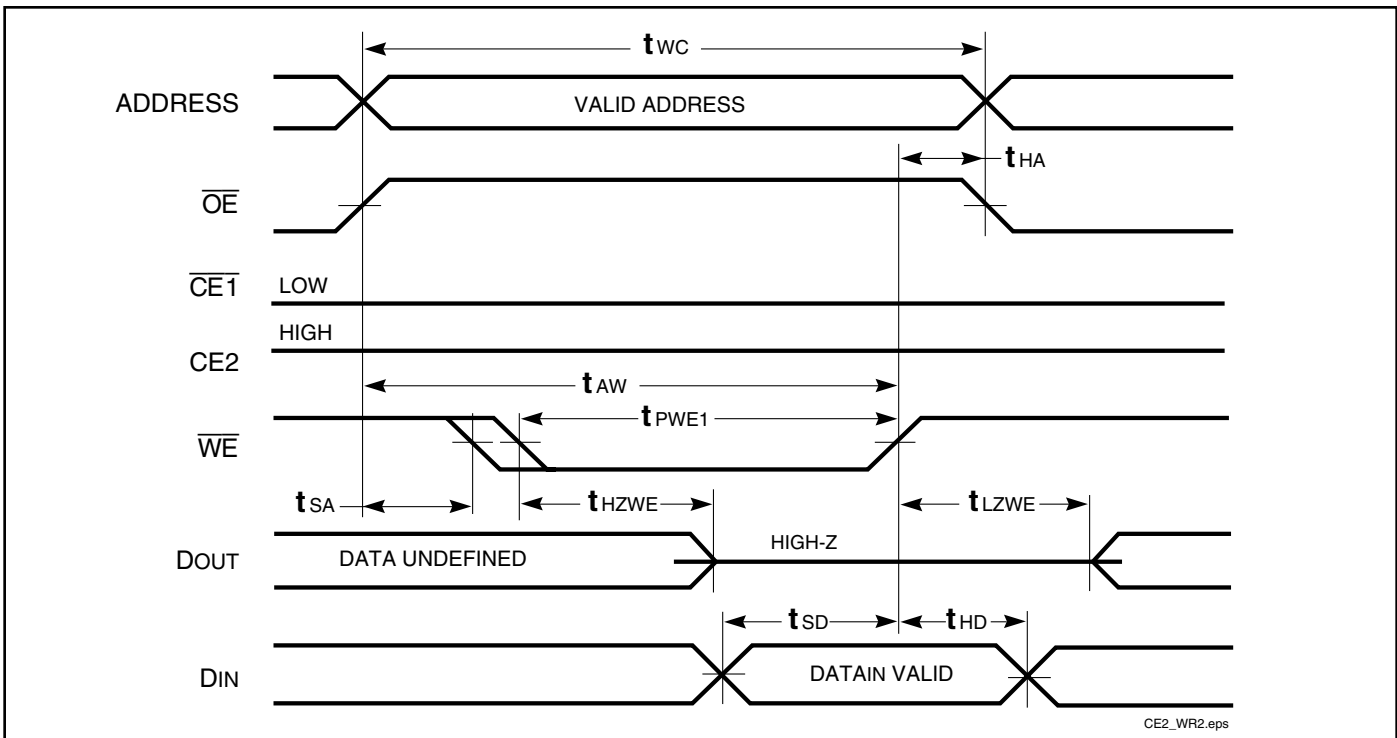 tWC
ADDRESS
VALID ADDRESS
tHA
OE
CE1
LOW
HIGH
CE2
tAW
tPWE1
WE
tSA
tHZWE
tLZWE
DOUT
DATA UNDEFINED
HIGH-Z
tSD
tHD
DIN
DATAIN VALID
CE2_WR2.eps